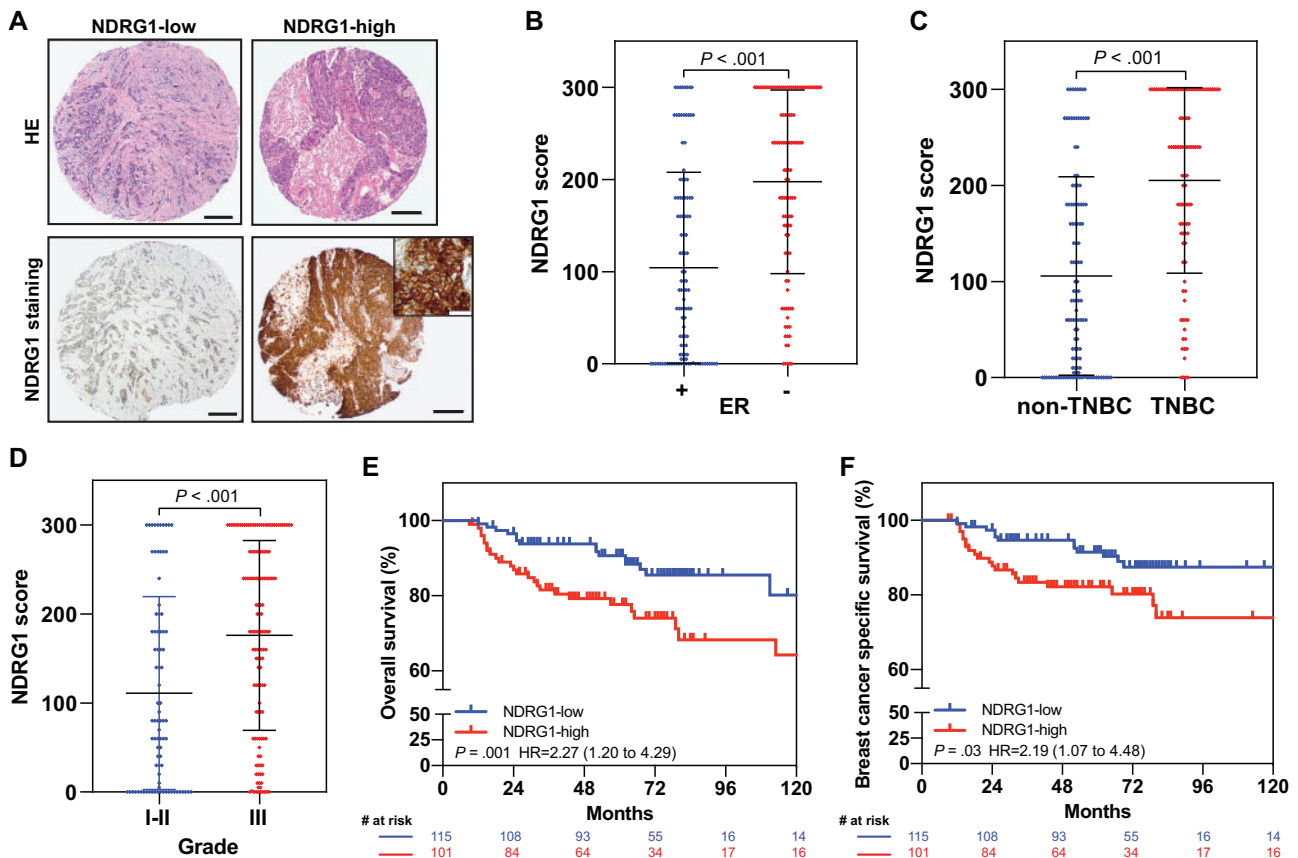 A
NDRG1-low
NDRG1-high
HE
NDRG1 staining
B
P < .001
NDRG1 score
300
200
100
0
+
-
ER
C
P < .001
NDRG1 score
300
200
100
0
non-TNBC
TNBC
D
P < .001
NDRG1 score
300
200
100
0
I-II
III
Grade
E
Overall survival (%)
100
80
60
50
25
0
NDRG1-low
NDRG1-high
P = .001 HR=2.27 (1.20 to 4.29)
0 24 48 72 96 120
Months
# at risk
115 108 93 55 16 14
101 84 64 34 17 16
F
Breast cancer specific survival (%)
100
80
60
50
25
0
NDRG1-low
NDRG1-high
P = .03 HR=2.19 (1.07 to 4.48)
0 24 48 72 96 120
Months
# at risk
115 108 93 55 16 14
101 84 64 34 17 16